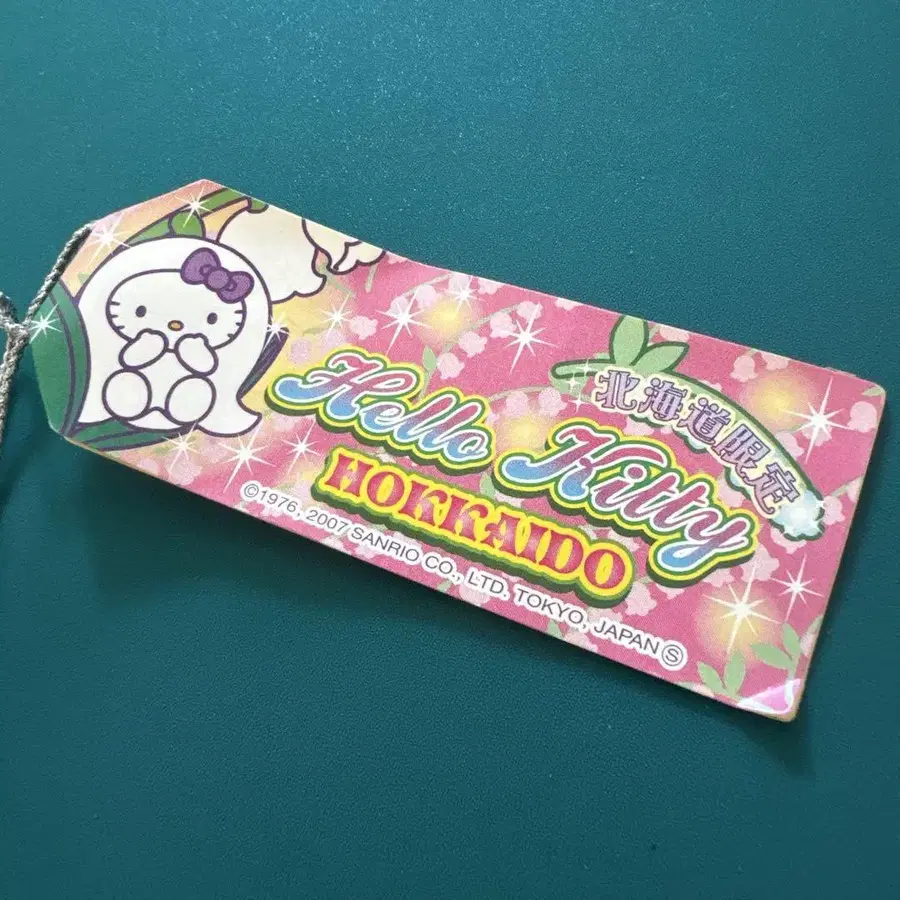 北海道限定
Hello Kitty
HOKKAIDO
©1976, 2007 SANRIO CO., LTD. TOKYO, JAPAN Ⓢ